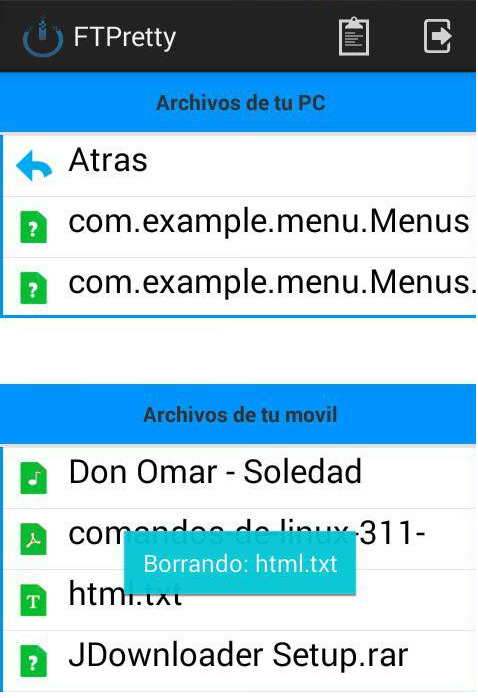 FTPretty
Archivos de tu PC
Atras
com.example.menu.Menus
com.example.menu.Menus.
Archivos de tu movil
Don Omar - Soledad
comandos-de-linux-311-
Borrando: html.txt
html.txt
JDownloader Setup.rar